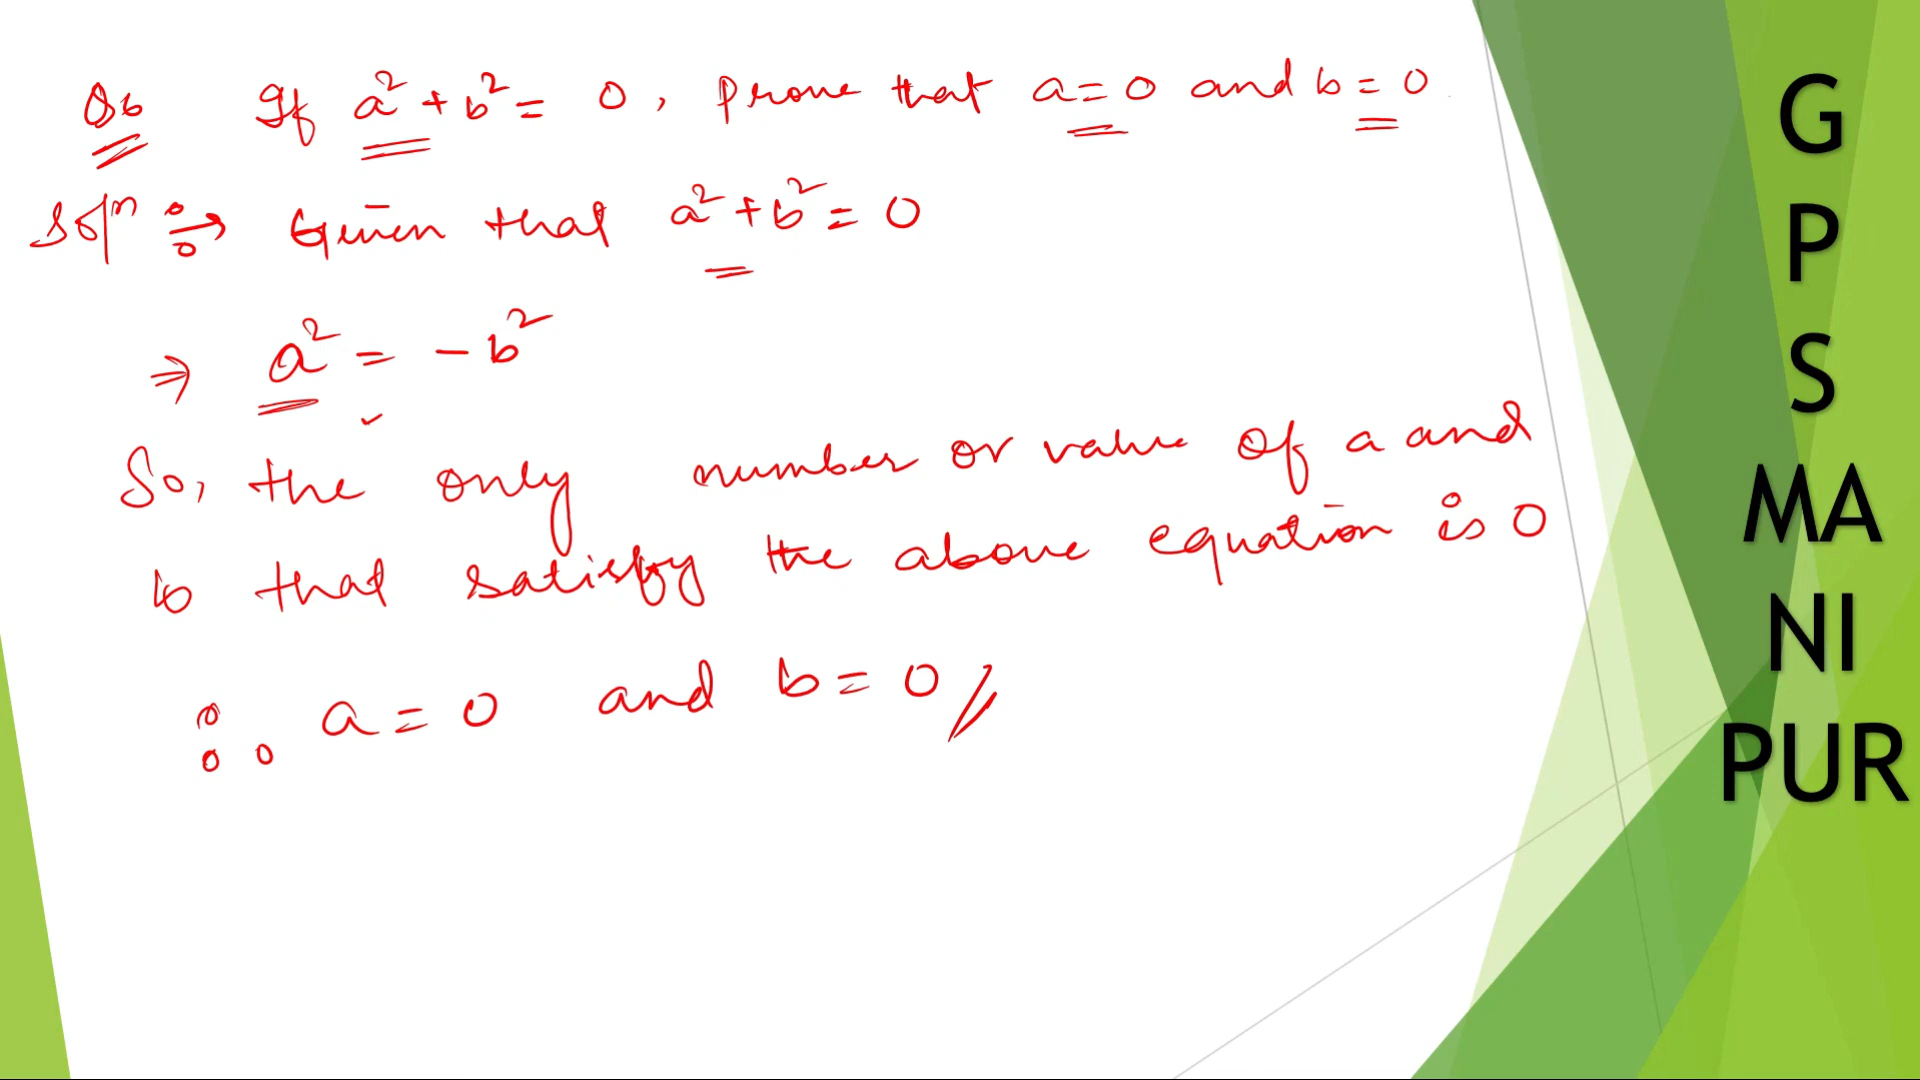 Q6 If a² + b² = 0, prove that a = 0 and b = 0.
Solⁿ :→ Given that a² + b² = 0
⇒ a² = - b²
So, the only number or value of a and
b that satisfy the above equation is 0
∴ a = 0 and b = 0 //
G
P
S
MA
NI
PUR